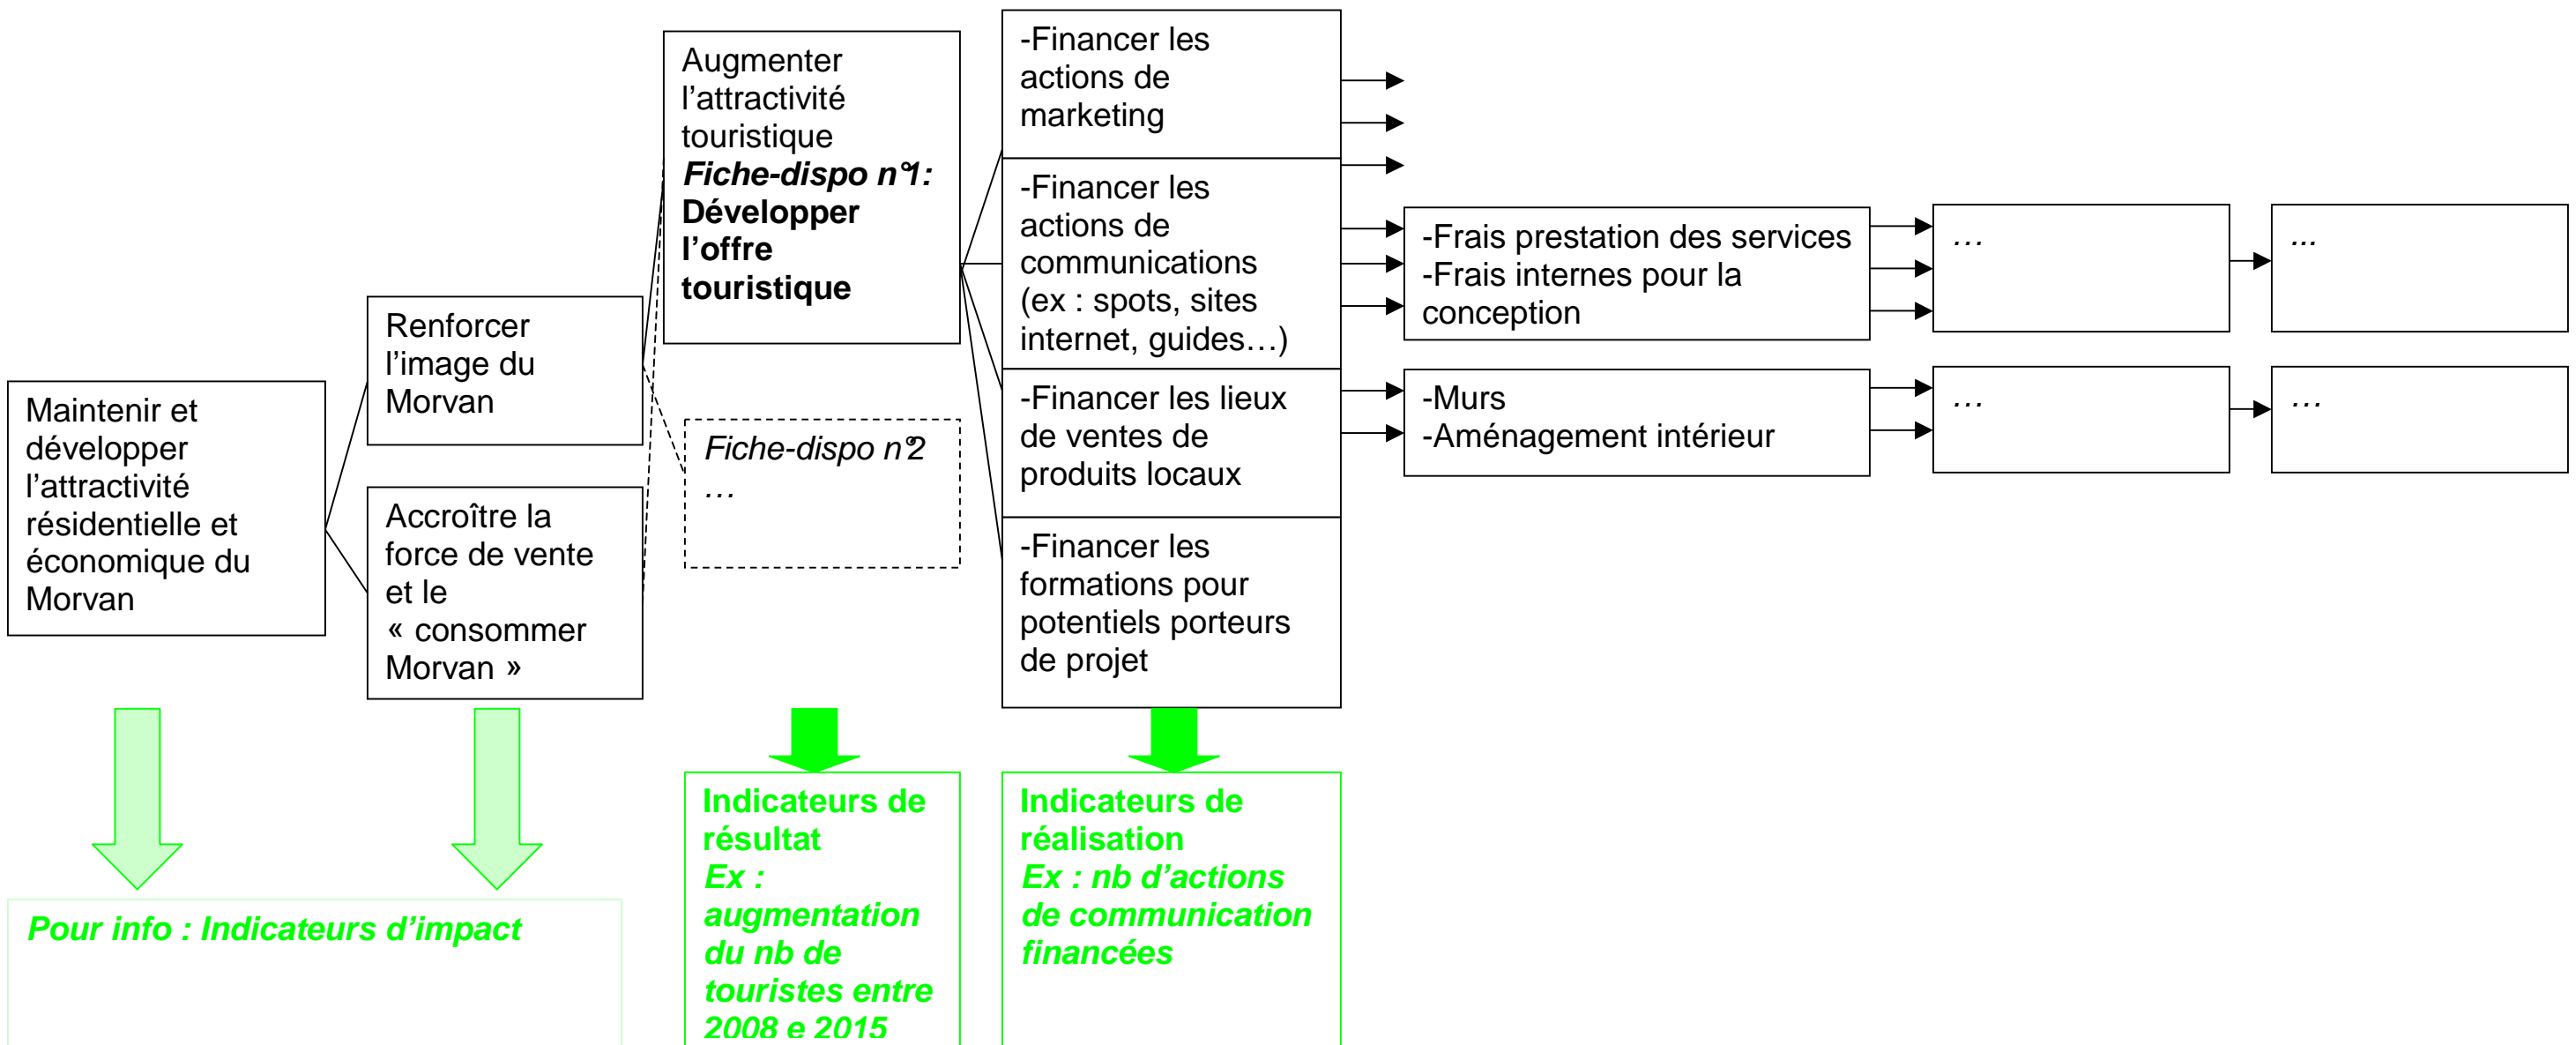 Maintenir et
développer
l’attractivité
résidentielle et
économique du
Morvan
Renforcer
l’image du
Morvan
Accroître la
force de vente
et le
« consommer
Morvan »
Augmenter
l’attractivité
touristique
Fiche-dispo n°1:
Développer
l’offre
touristique
Fiche-dispo n°2
…
-Financer les
actions de
marketing
-Financer les
actions de
communications
(ex : spots, sites
internet, guides…)
-Financer les lieux
de ventes de
produits locaux
-Financer les
formations pour
potentiels porteurs
de projet
-Frais prestation des services
-Frais internes pour la
conception
…
...
-Murs
-Aménagement intérieur
…
…
Pour info : Indicateurs d’impact
Indicateurs de
résultat
Ex :
augmentation
du nb de
touristes entre
2008 e 2015
Indicateurs de
réalisation
Ex : nb d’actions
de communication
financées